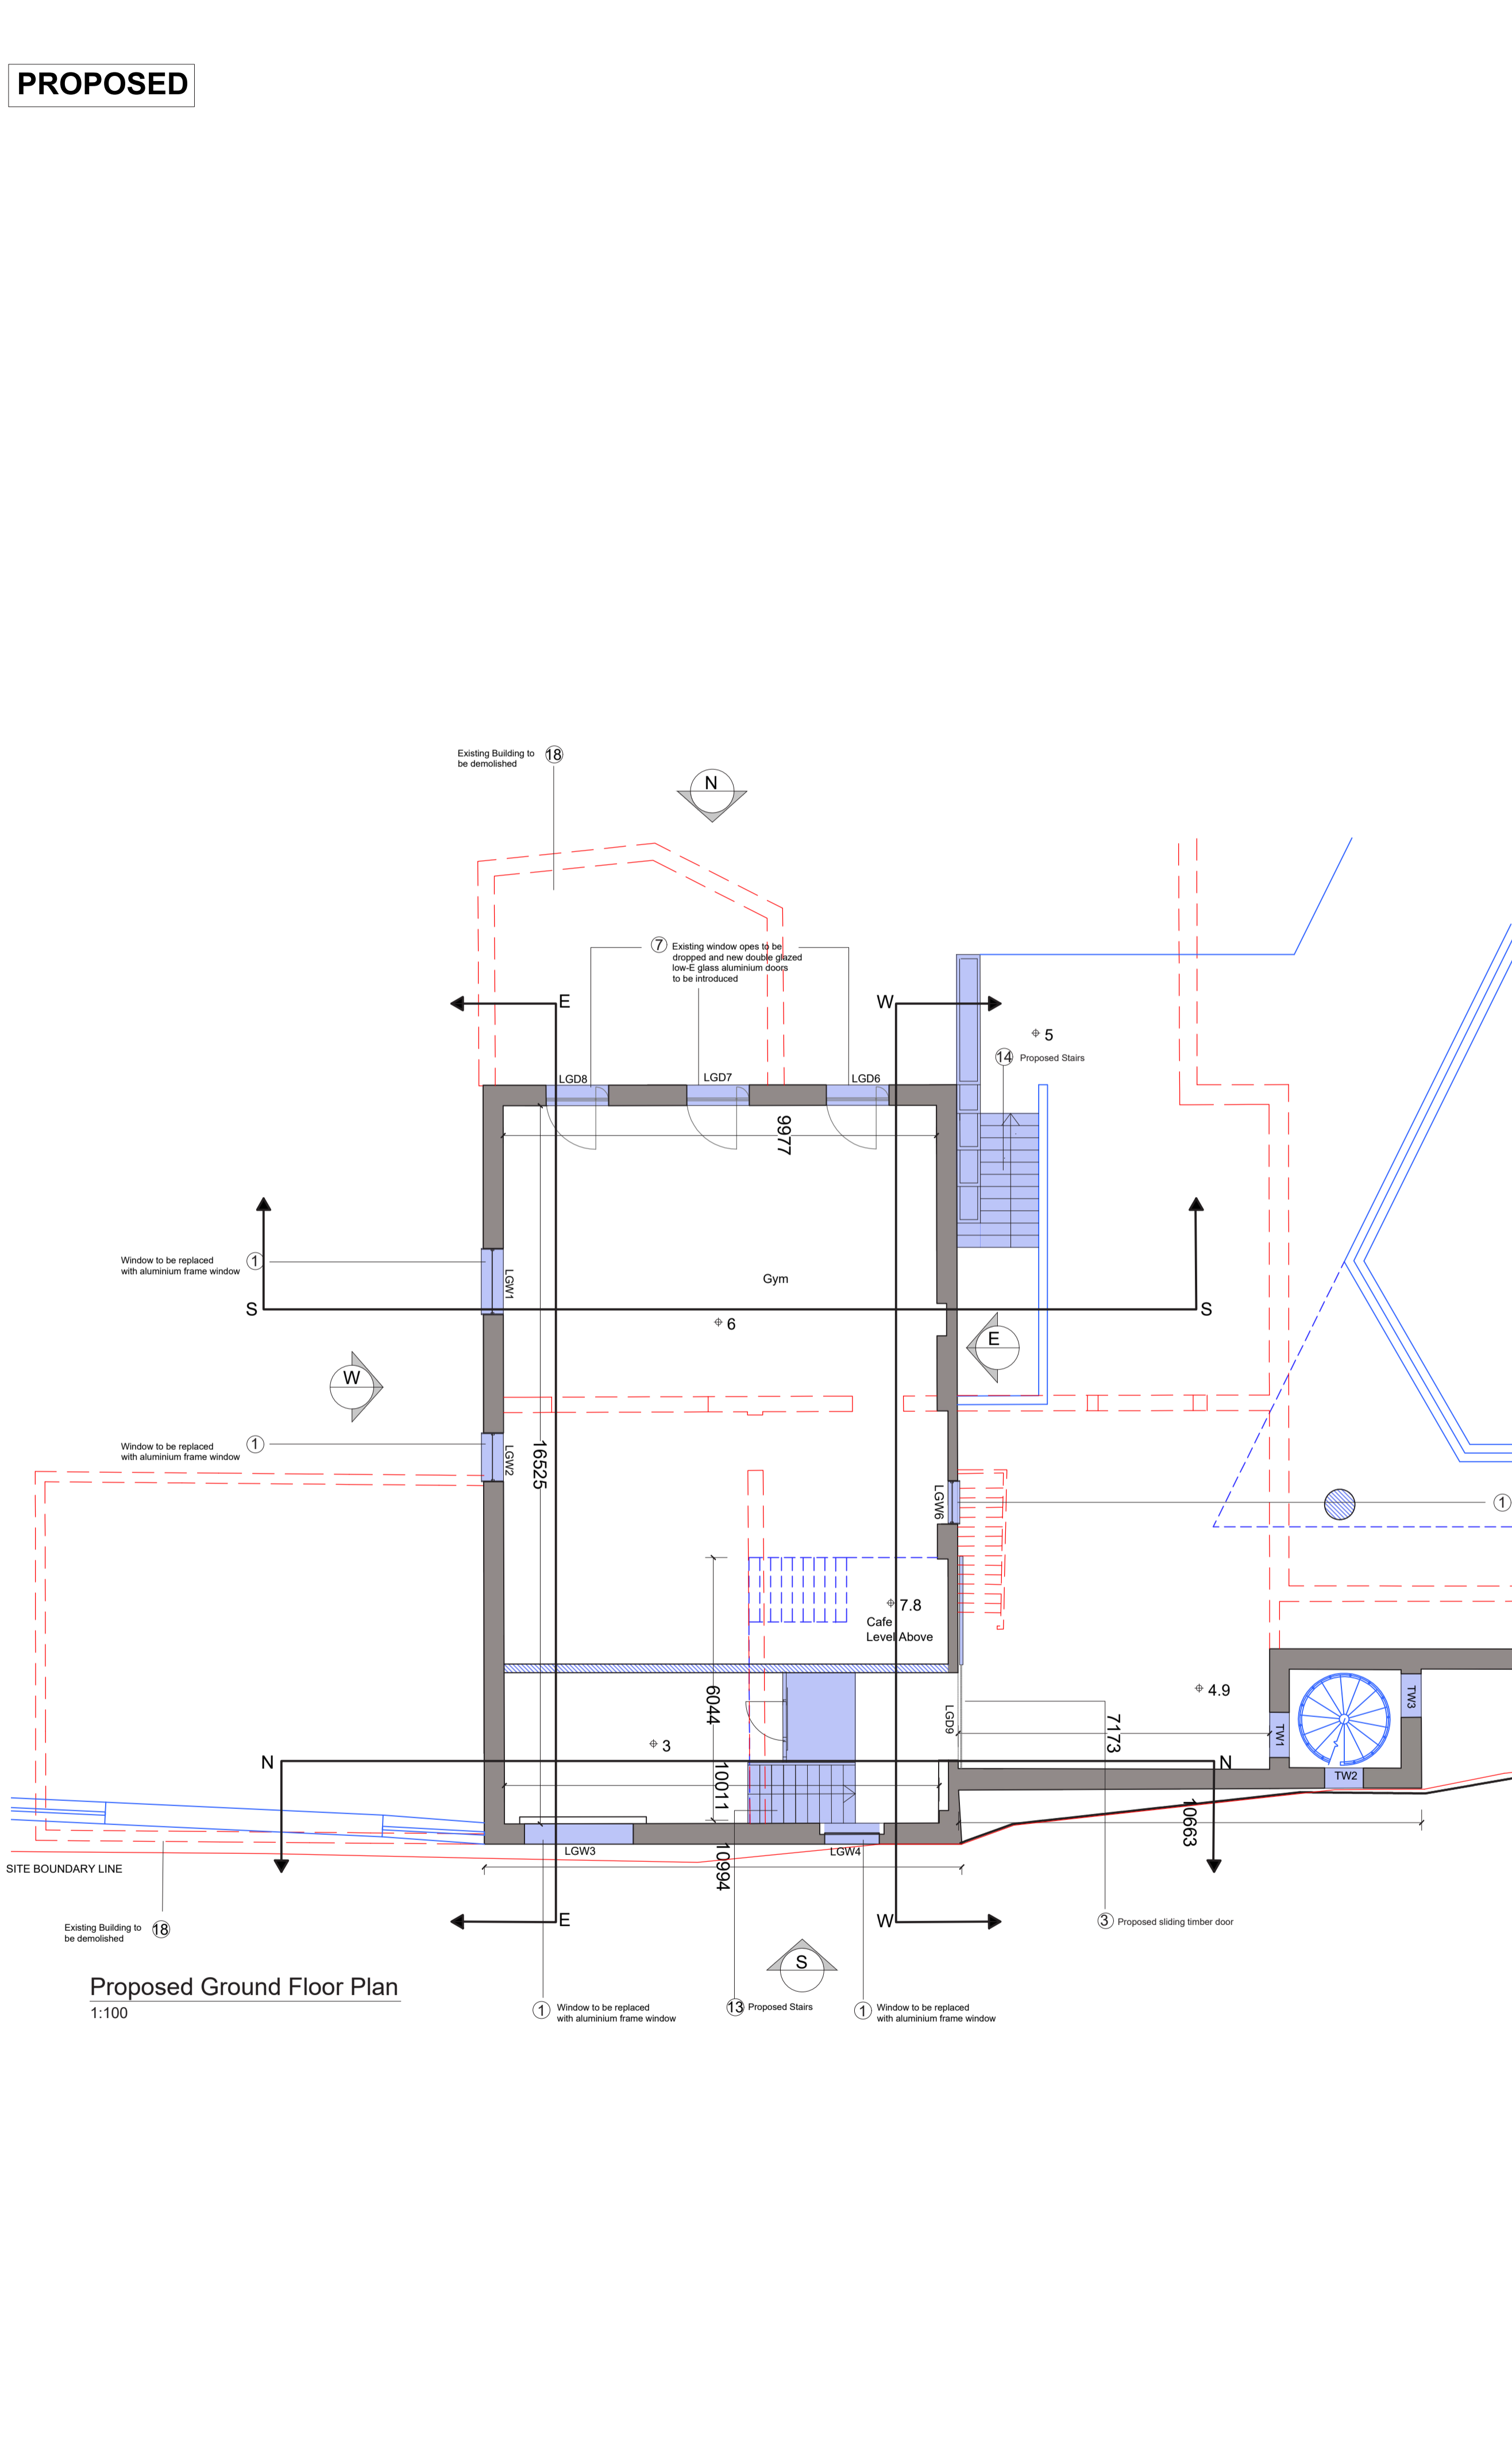 PROPOSED
Existing Building to
be demolished
18
N
7
Existing window opes to be
dropped and new double glazed
low-E glass aluminium doors
to be introduced
E
W
5
14
Proposed Stairs
LGD8
LGD7
LGD6
9977
Window to be replaced
with aluminium frame window
1
LGW1
Gym
S
S
6
E
W
Window to be replaced
with aluminium frame window
1
LGW2
16525
LGW6
1
7.8
Cafe
Level Above
6044
LGD9
4.9
7173
TW1
TW3
TW2
3
N
N
10011
10663
LGW3
LGW4
10994
SITE BOUNDARY LINE
Existing Building to
be demolished
18
E
W
3
Proposed sliding timber door
S
Proposed Ground Floor Plan
1:100
1
Window to be replaced
with aluminium frame window
13
Proposed Stairs
1
Window to be replaced
with aluminium frame window